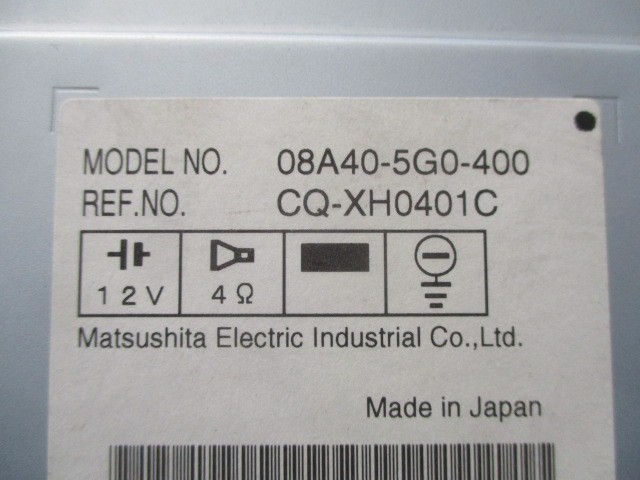 MODEL NO. 08A40-5G0-400
REF.NO. CQ-XH0401C
12V 4Ω
Matsushita Electric Industrial Co.,Ltd.
Made in Japan